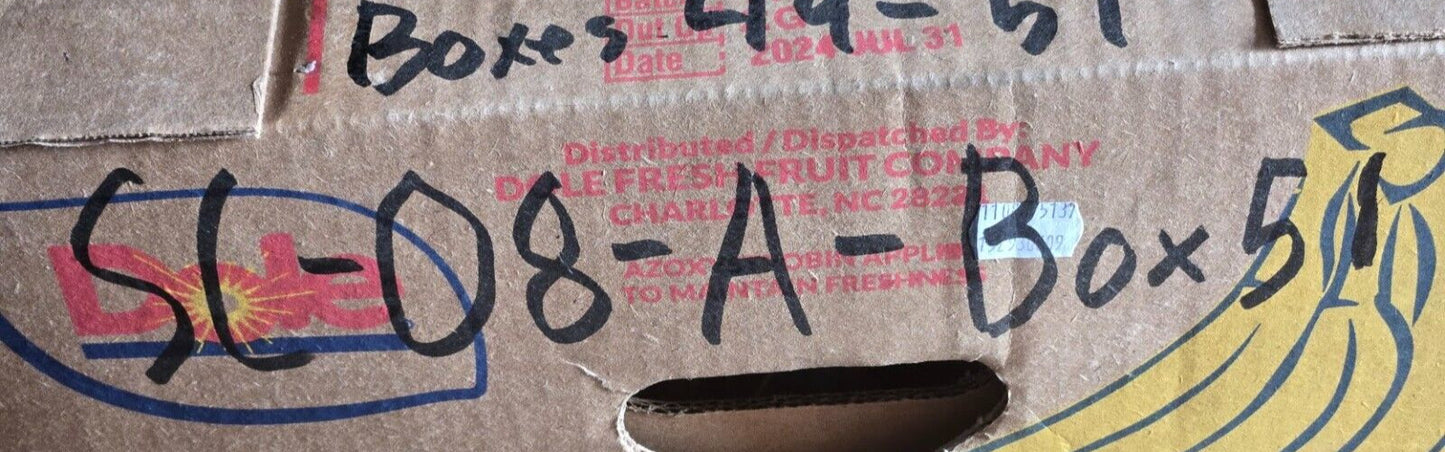 Boxes 49-51
Out
Date
2024 JUL 31
Distributed / Dispatched By:
DOLE FRESH FRUIT COMPANY
CHARLOTTE, NC 28224
SL-08-A-Box 51
Dole
TO MAINTAIN FRESHNESS